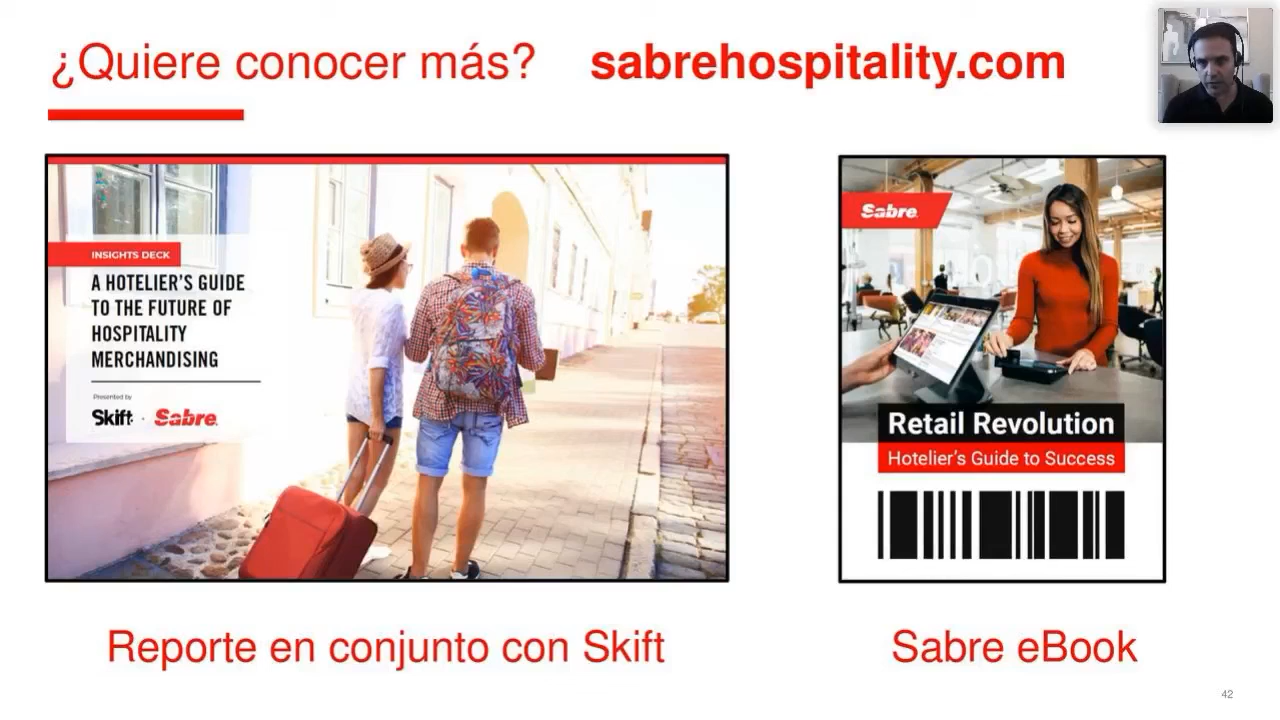 ¿Quiere conocer más? sabrehospitality.com
INSIGHTS DECK
A HOTELIER'S GUIDE
TO THE FUTURE OF
HOSPITALITY
MERCHANDISING
Presented by
Skift · Sabre
Sabre
Retail Revolution
Hotelier's Guide to Success
Reporte en conjunto con Skift
Sabre eBook
42